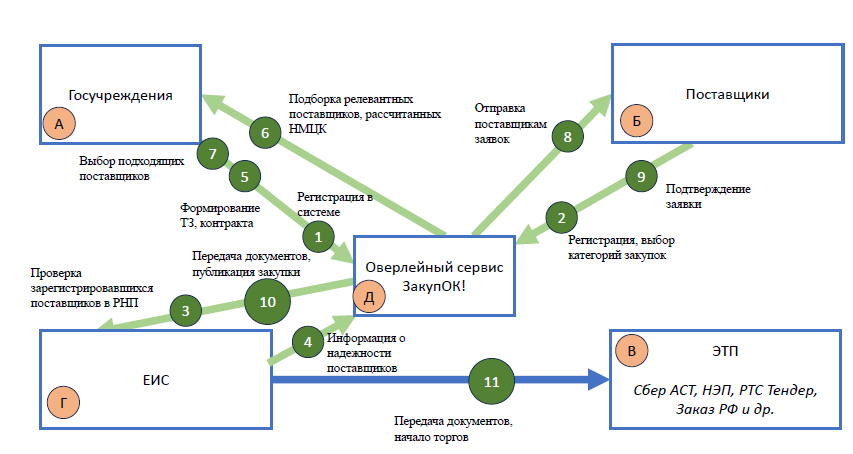 Госучреждения
А
Подборка релевантных
поставщиков, рассчитанных
НМЦК
6
Отправка
поставщикам
заявок
8
Поставщики
Б
7
Выбор подходящих
поставщиков
5
Формирование
ТЗ, контракта
Регистрация в
системе
1
9
Подтверждение
заявки
2
Регистрация, выбор
категорий закупок
Передача документов,
публикация закупки
Оверлейный сервис
ЗакупОК!
Д
Проверка
зарегистрировавшихся
поставщиков в РНП
3
10
4
Информация о
надежности
поставщиков
ЕИС
Г
11
Передача документов,
начало торгов
В
ЭТП
Сбер АСТ, НЭП, РТС Тендер,
Заказ РФ и др.